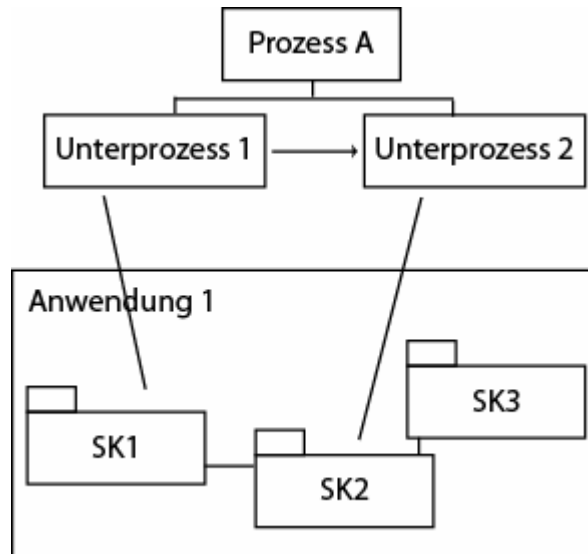 Prozess A
Unterprozess 1
Unterprozess 2
Anwendung 1
SK3
SK1
SK2